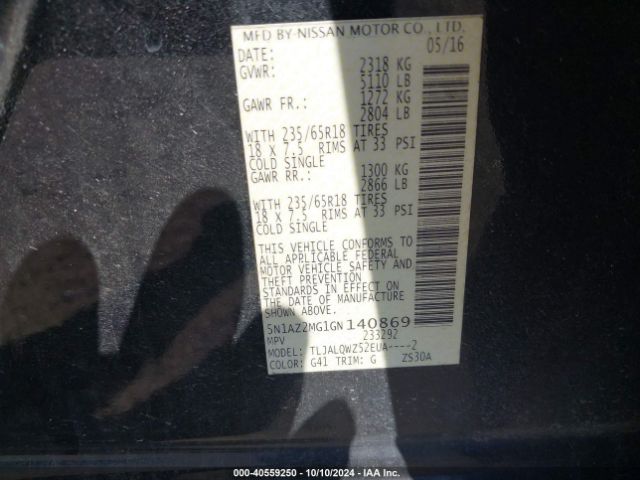 MFD BY NISSAN MOTOR CO., LTD.
DATE: 05/16
GVWR: 2318 KG
5110 LB
GAWR FR.: 1272 KG
2804 LB
WITH 235/65R18 TIRES
18 X 7.5 RIMS AT 33 PSI
COLD SINGLE
GAWR RR.: 1300 KG
2866 LB
WITH 235/65R18 TIRES
18 X 7.5 RIMS AT 33 PSI
COLD SINGLE
THIS VEHICLE CONFORMS TO
ALL APPLICABLE FEDERAL
MOTOR VEHICLE SAFETY AND
THEFT PREVENTION
STANDARDS IN EFFECT ON
THE DATE OF MANUFACTURE
SHOWN ABOVE.
5N1AZ2MG1GN140869
MPV 233292
MODEL: TLJALQWZ52EUA----2
COLOR: G41 TRIM: G ZS30A
000-40559250 - 10/10/2024 - IAA Inc.